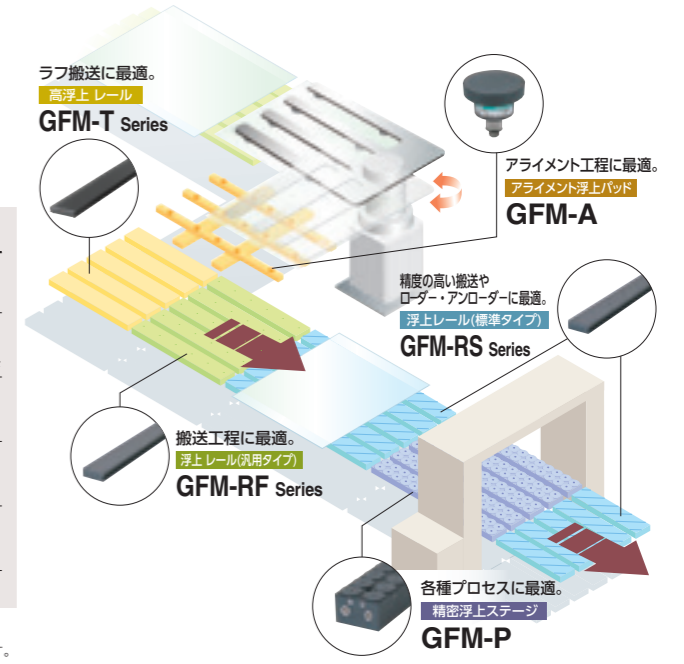 ラフ搬送に最適。
高浮上 レール
GFM-T Series
アライメント工程に最適。
アライメント浮上パッド
GFM-A
精度の高い搬送や
ローダー・アンローダーに最適。
浮上レール(標準タイプ)
GFM-RS Series
搬送工程に最適。
浮上 レール(汎用タイプ)
GFM-RF Series
各種プロセスに最適。
精密浮上ステージ
GFM-P
。